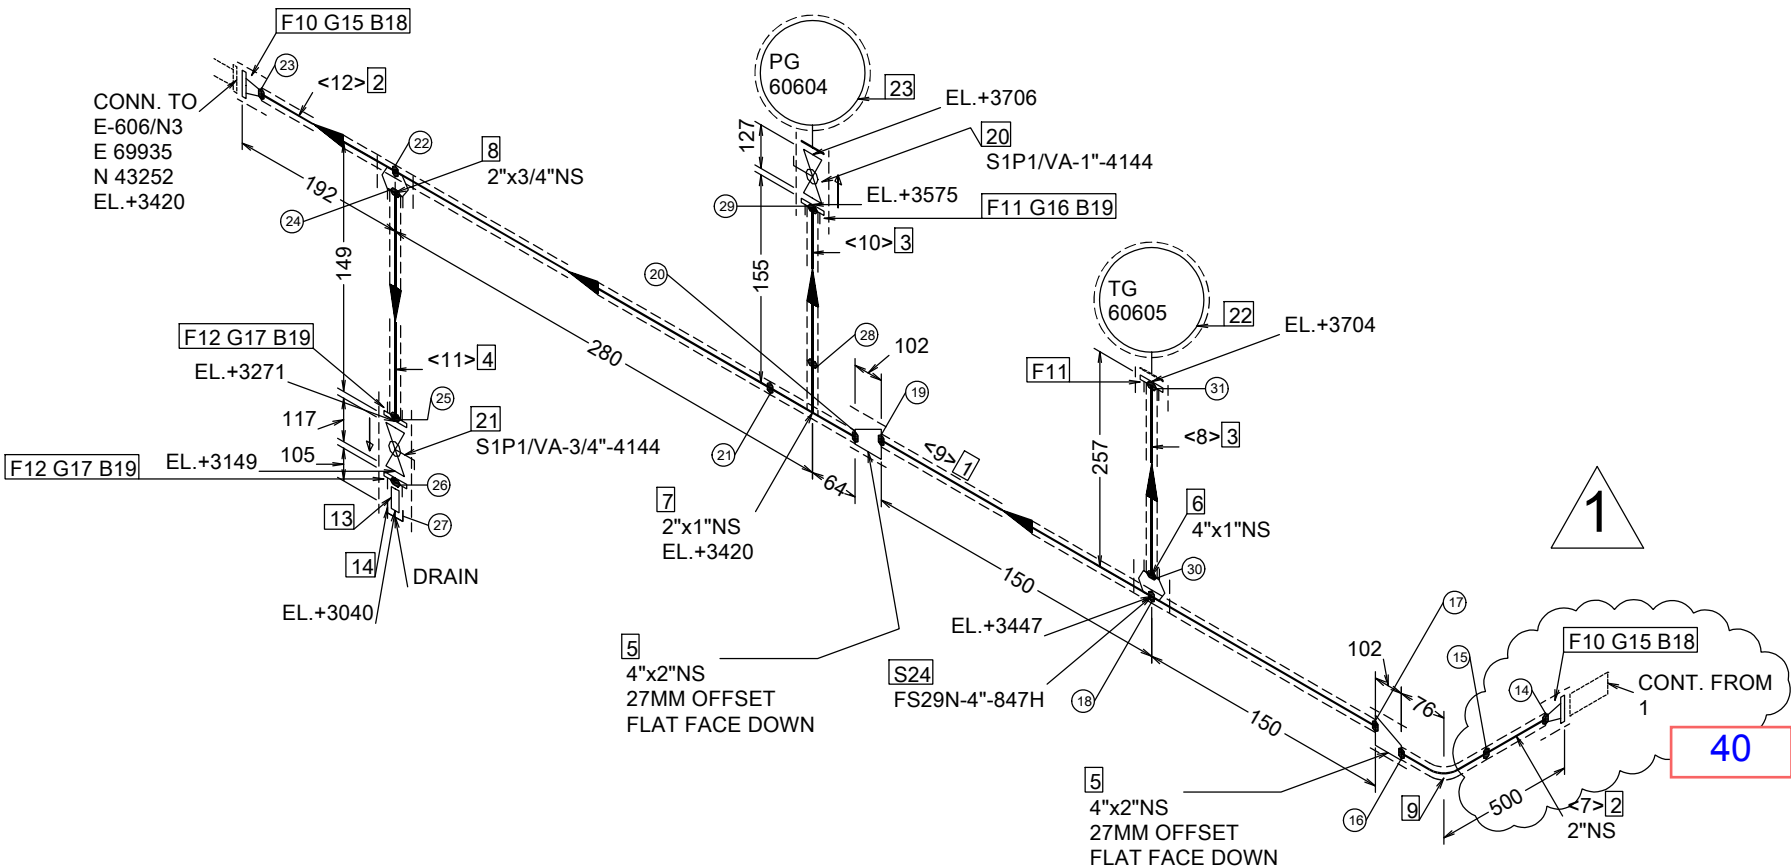 F10 G15 B18
23
<12> 2
CONN. TO
E-606/N3
E 69935
N 43252
EL.+3420
22
8
2"x3/4"NS
192
24
149
F12 G17 B19
EL.+3271
<11> 4
25
117
21
S1P1/VA-3/4"-4144
105
F12 G17 B19
EL.+3149
26
13
27
14
DRAIN
EL.+3040
PG
60604
23
EL.+3706
127
20
S1P1/VA-1"-4144
EL.+3575
29
F11 G16 B19
<10> 3
155
20
28
280
102
19
21
64
<9> 1
7
2"x1"NS
EL.+3420
TG
60605
22
EL.+3704
F11
31
257
<8> 3
6
4"x1"NS
30
150
EL.+3447
5
4"x2"NS
27MM OFFSET
FLAT FACE DOWN
S24
FS29N-4"-847H
18
150
17
102
76
15
14
F10 G15 B18
CONT. FROM
1
1
40
5
4"x2"NS
27MM OFFSET
FLAT FACE DOWN
16
9
500
<7> 2
2"NS